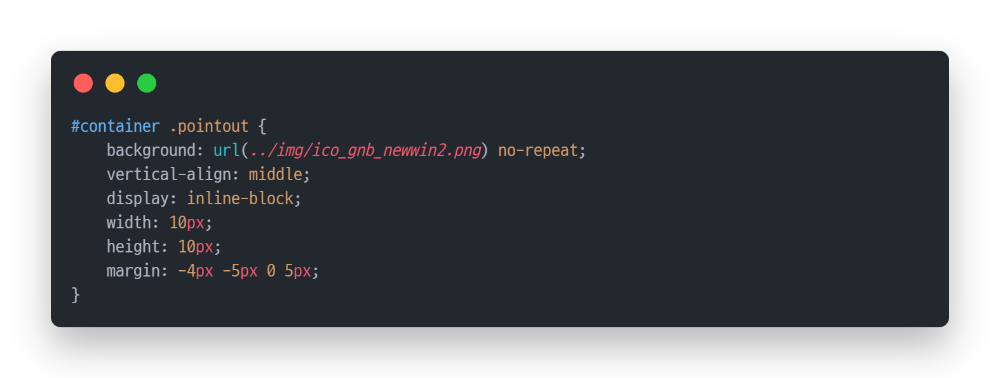 #container .pointout {
    background: url(../img/ico_gnb_newwin2.png) no-repeat;
    vertical-align: middle;
    display: inline-block;
    width: 10px;
    height: 10px;
    margin: -4px -5px 0 5px;
}